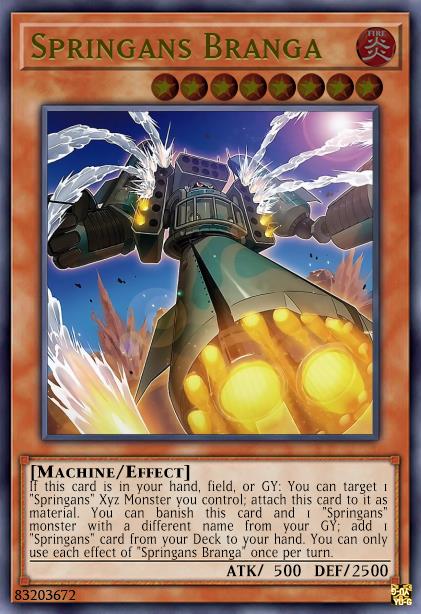 SPRINGANS BRANGA
FIRE
炎
[MACHINE/EFFECT]
If this card is in your hand, field, or GY: You can target 1
"Springans" Xyz Monster you control; attach this card to it as
material. You can banish this card and 1 "Springans"
monster with a different name from your GY; add 1
"Springans" card from your Deck to your hand. You can only
use each effect of "Springans Branga" once per turn.
ATK/ 500 DEF/2500
83203672